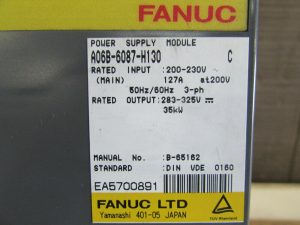 FANUC
POWER SUPPLY MODULE
A06B-6087-H130 C
RATED INPUT :200-230V ~
(MAIN) 127A at200V
50Hz/60Hz 3-ph
RATED OUTPUT:283-325V ⎓
35kW
MANUAL NO. :B-65162
STANDARD :DIN VDE 0160
EA5700891
FANUC LTD
Yamanashi 401-05 JAPAN